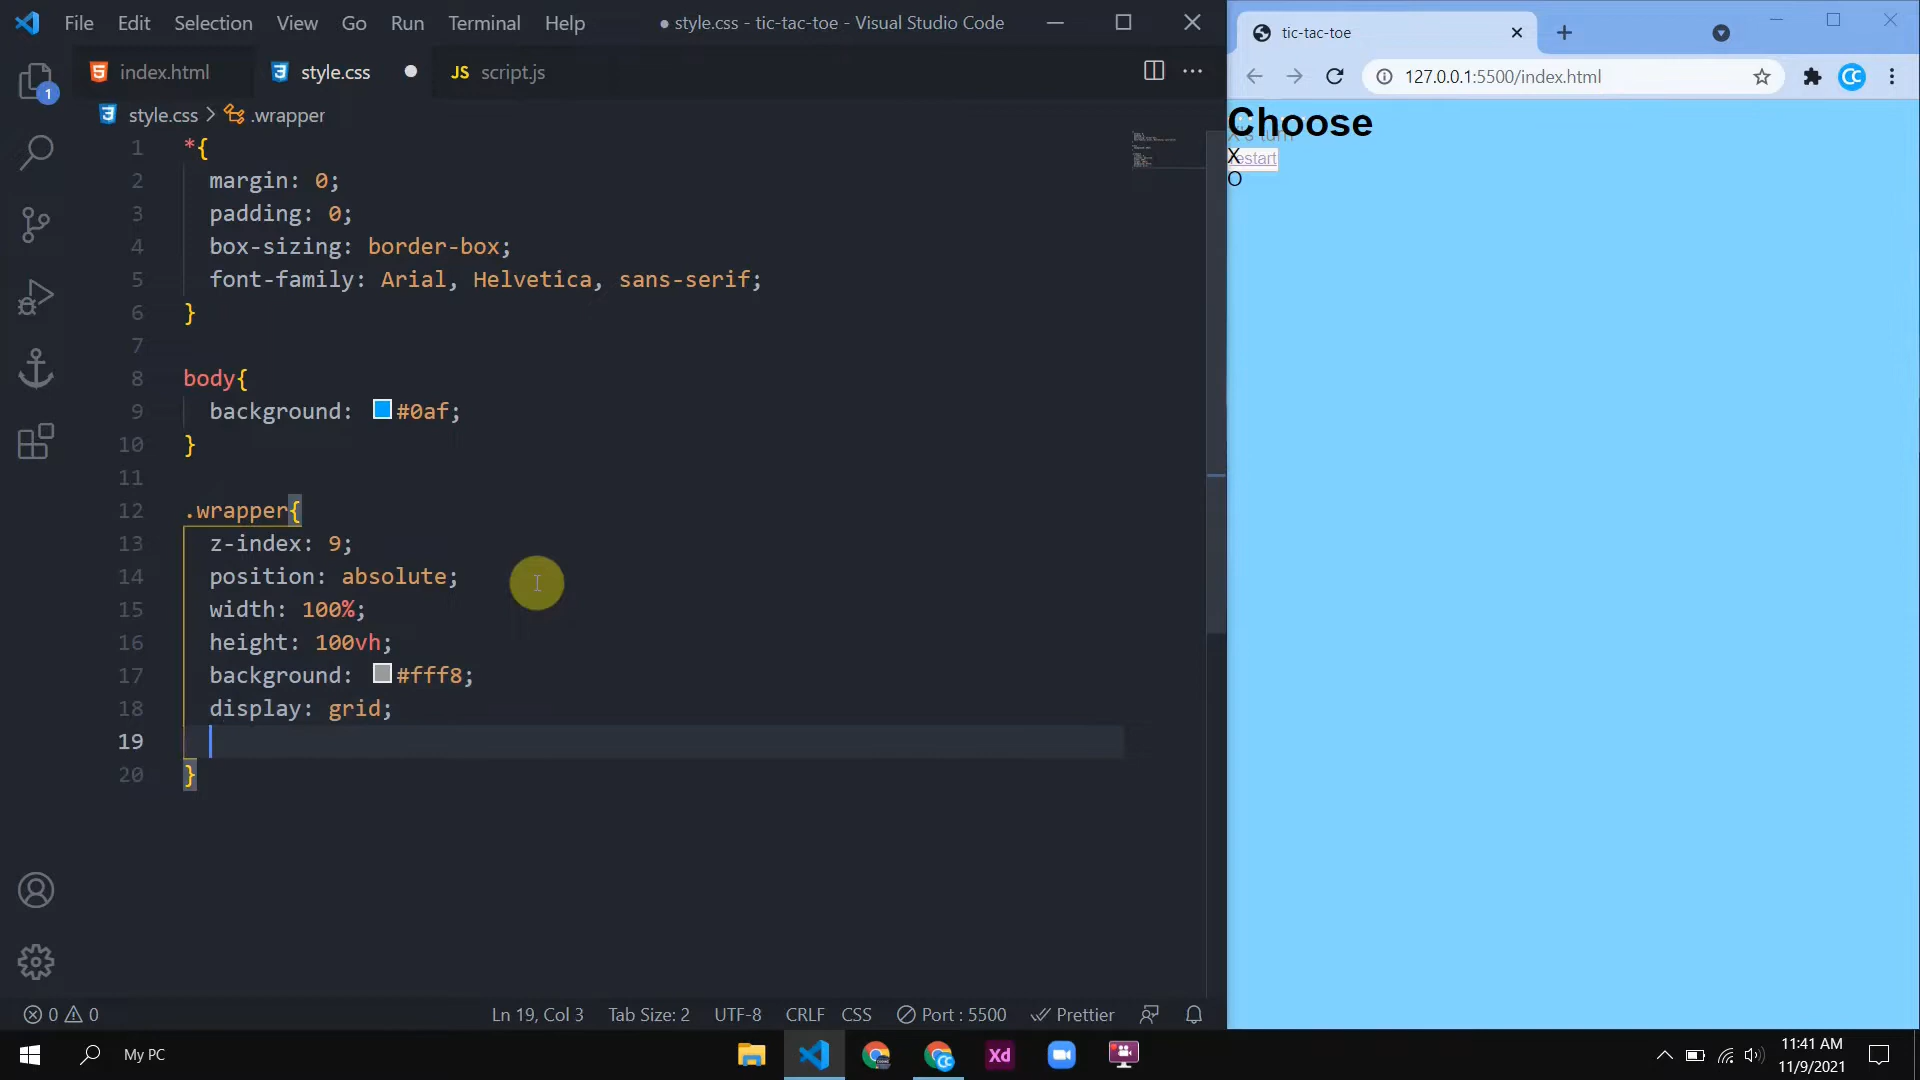 File Edit Selection View Go Run Terminal Help ● style.css - tic-tac-toe - Visual Studio Code
index.html style.css JS script.js
style.css > .wrapper
1 *{
2 margin: 0;
3 padding: 0;
4 box-sizing: border-box;
5 font-family: Arial, Helvetica, sans-serif;
6 }
7
8 body{
9 background: #0af;
10 }
11
12 .wrapper{
13 z-index: 9;
14 position: absolute;
15 width: 100%;
16 height: 100vh;
17 background: #fff8;
18 display: grid;
19
20 }
1
0 0 Ln 19, Col 3 Tab Size: 2 UTF-8 CRLF CSS Port : 5500 Prettier
tic-tac-toe
127.0.0.1:5500/index.html CC
Choose
X's turn
X
estart
O
My PC Xd 11:41 AM
11/9/2021